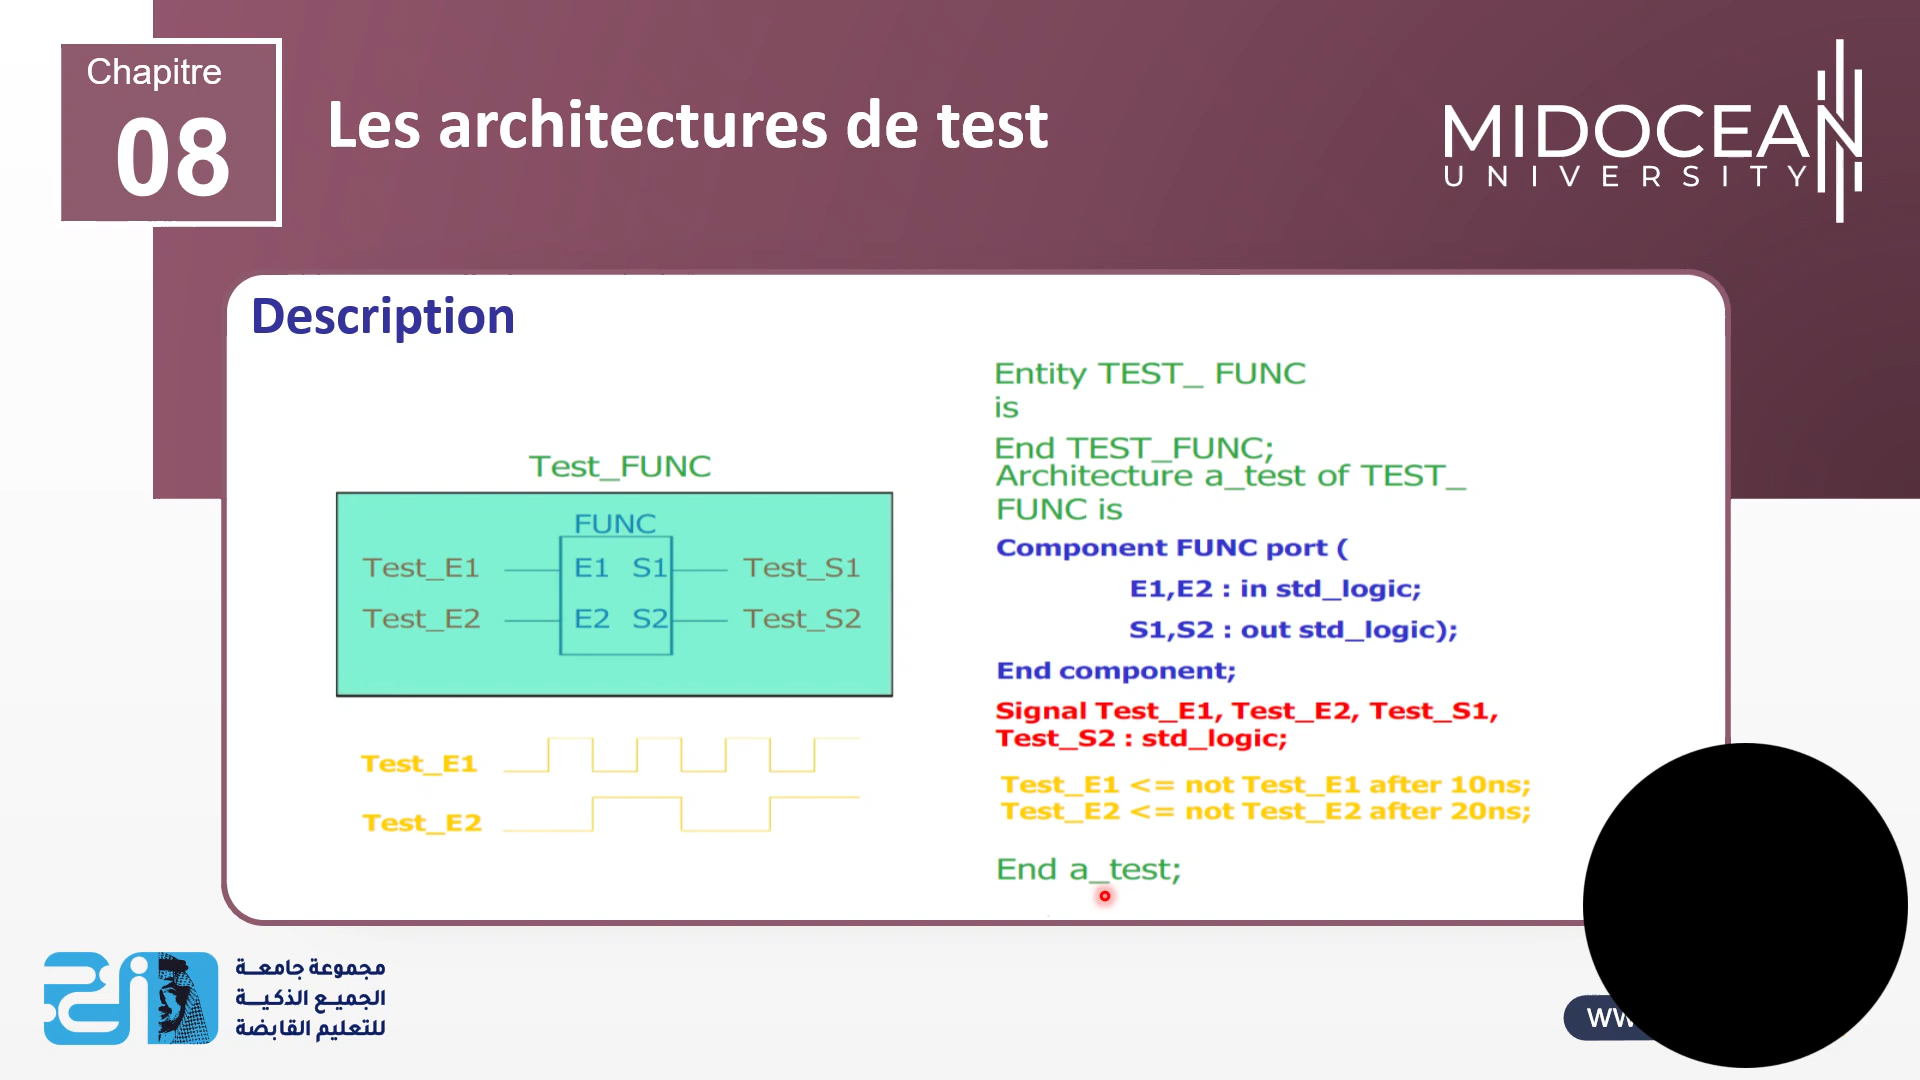 Chapitre
08
Les architectures de test
MIDOCEAN
UNIVERSITY
Description
Test_FUNC
FUNC
Test_E1 E1 S1 Test_S1
Test_E2 E2 S2 Test_S2
Test_E1
Test_E2
Entity TEST_ FUNC
is
End TEST_FUNC;
Architecture a_test of TEST_
FUNC is
Component FUNC port (
E1,E2 : in std_logic;
S1,S2 : out std_logic);
End component;
Signal Test_E1, Test_E2, Test_S1,
Test_S2 : std_logic;
Test_E1 <= not Test_E1 after 10ns;
Test_E2 <= not Test_E2 after 20ns;
End a_test;
مجموعة جامعة
الجميع الذكية
للتعليم القابضة